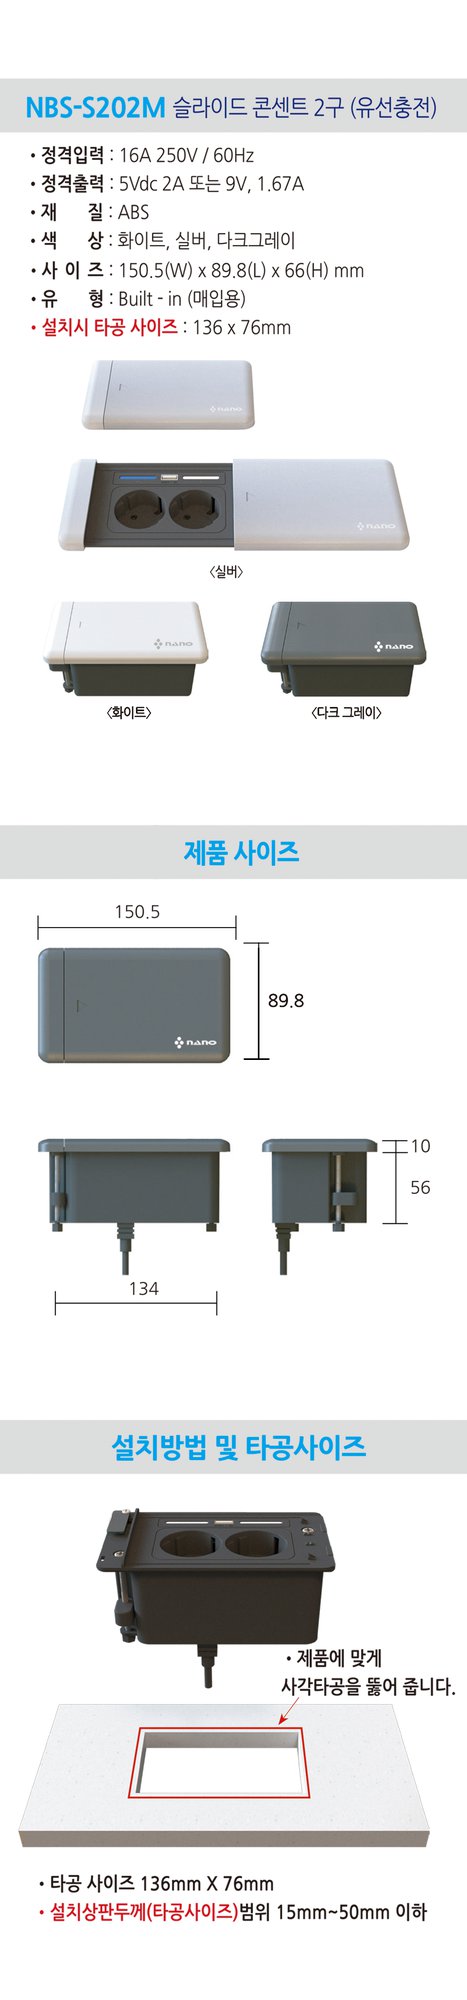 NBS-S202M 슬라이드 콘센트 2구 (유선충전)
• 정격입력 : 16A 250V / 60Hz
• 정격출력 : 5Vdc 2A 또는 9V, 1.67A
• 재 질 : ABS
• 색 상 : 화이트, 실버, 다크그레이
• 사 이 즈 : 150.5(W) x 89.8(L) x 66(H) mm
• 유 형 : Built - in (매입용)
• 설치시 타공 사이즈 : 136 x 76mm
nano
nano
<실버>
nano
nano
<화이트>
<다크 그레이>
제품 사이즈
150.5
89.8
nano
10
56
134
설치방법 및 타공사이즈
• 제품에 맞게
사각타공을 뚫어 줍니다.
• 타공 사이즈 136mm X 76mm
• 설치상판두께(타공사이즈)범위 15mm~50mm 이하